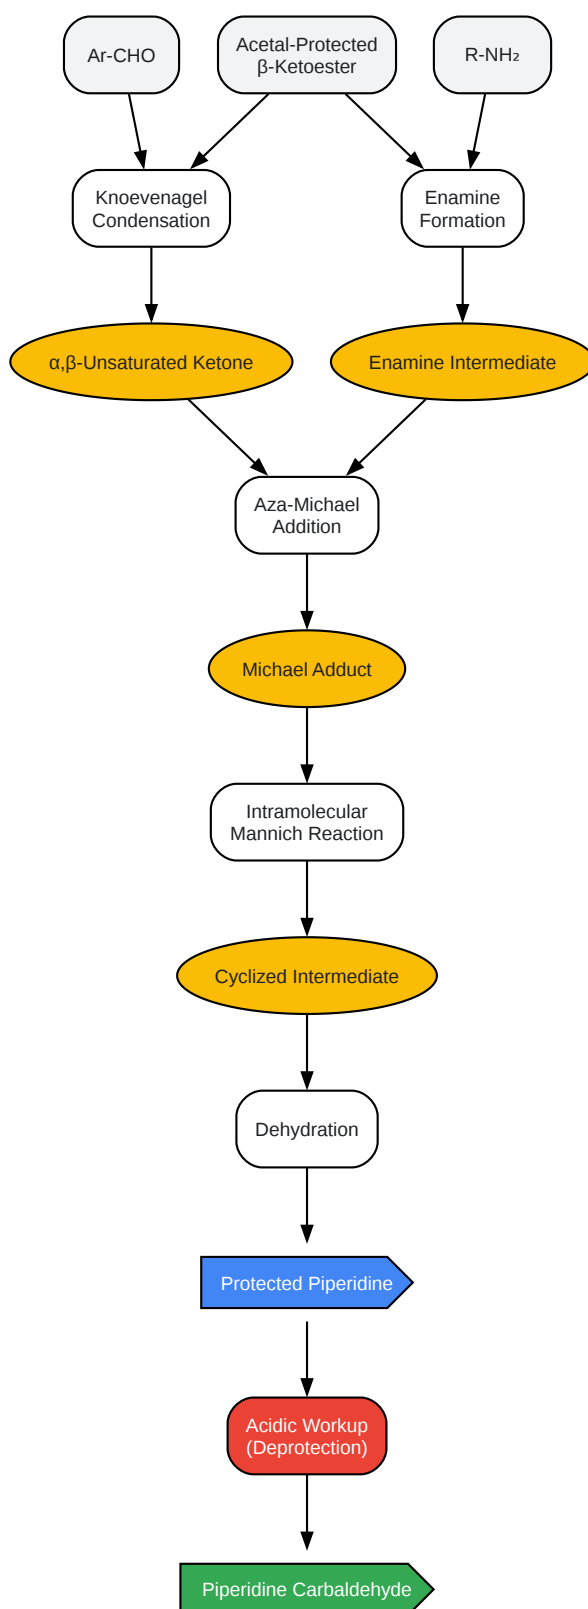 Ar-CHO
Acetal-Protected
β-Ketoester
R-NH₂
Knoevenagel
Condensation
Enamine
Formation
α,β-Unsaturated Ketone
Enamine Intermediate
Aza-Michael
Addition
Michael Adduct
Intramolecular
Mannich Reaction
Cyclized Intermediate
Dehydration
Protected Piperidine
Acidic Workup
(Deprotection)
Piperidine Carbaldehyde